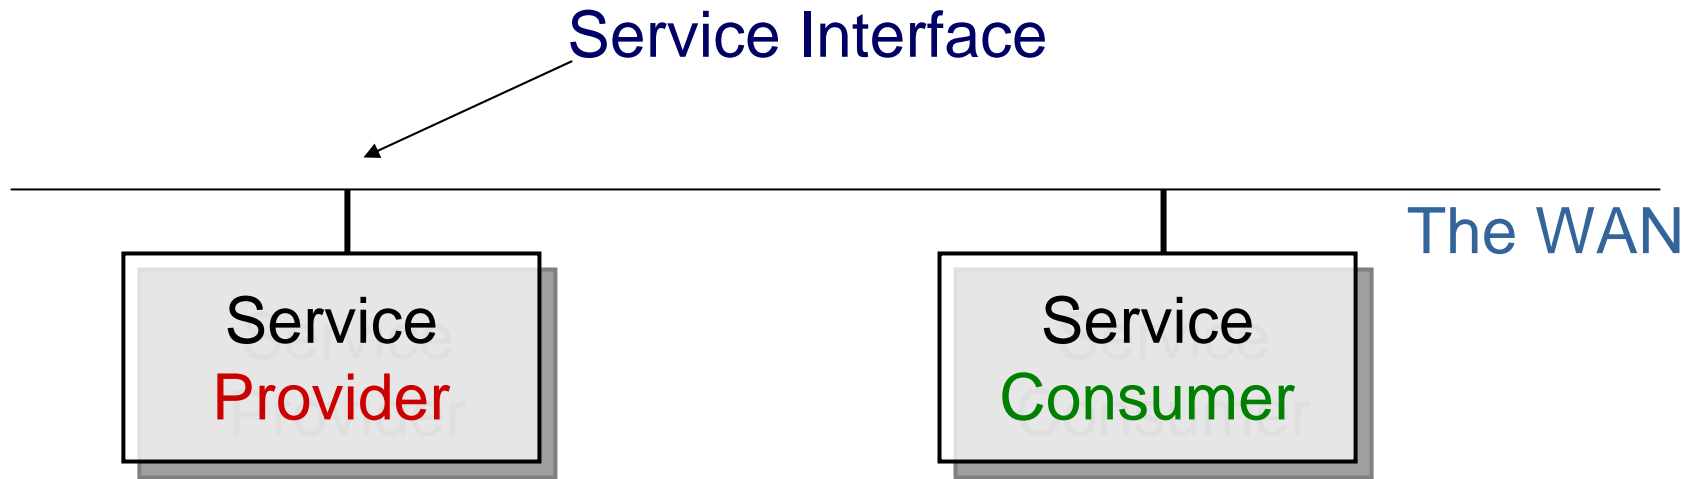 Service Interface
The WAN
Service
Provider
Service
Consumer